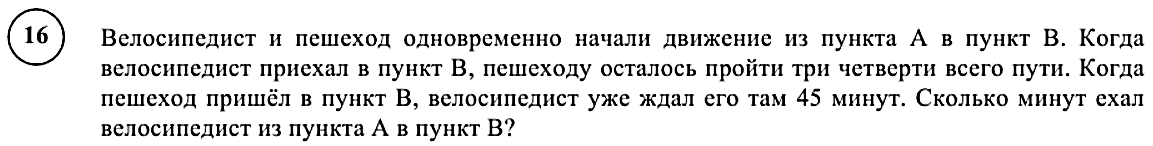 16
Велосипедист и пешеход одновременно начали движение из пункта А в пункт В. Когда
велосипедист приехал в пункт В, пешеходу осталось пройти три четверти всего пути. Когда
пешеход пришёл в пункт В, велосипедист уже ждал его там 45 минут. Сколько минут ехал
велосипедист из пункта А в пункт В?